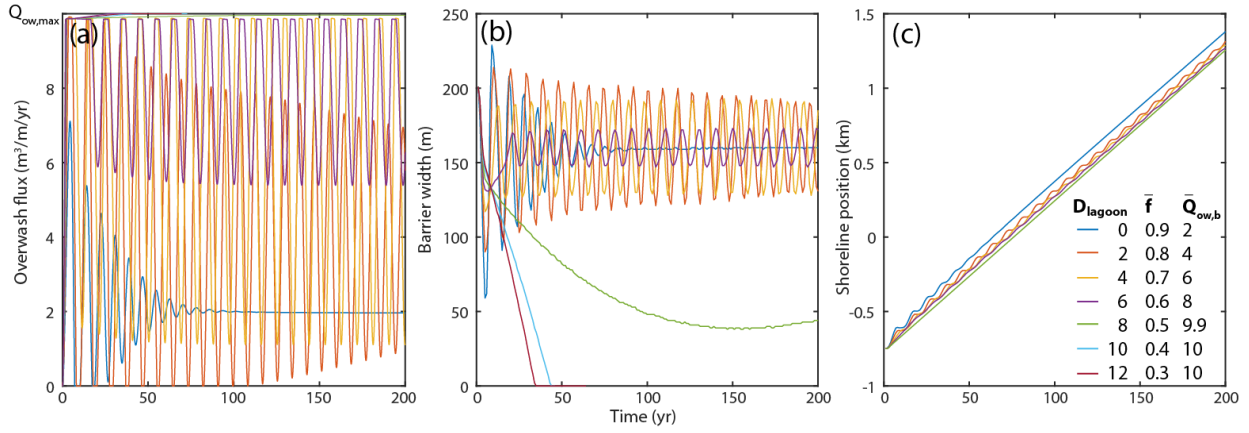 Q_ow,max
(a)
8
6
4
2
0
0 50 100 150 200
Overwash flux (m³/m/yr)
(b)
250
200
150
100
50
0
0 50 100 150 200
Barrier width (m)
Time (yr)
(c)
1.5
1
0.5
0
-0.5
-1
0 50 100 150 200
Shoreline position (km)
D_lagoon f̄ Q̄_ow,b
0 0.9 2
2 0.8 4
4 0.7 6
6 0.6 8
8 0.5 9.9
10 0.4 10
12 0.3 10